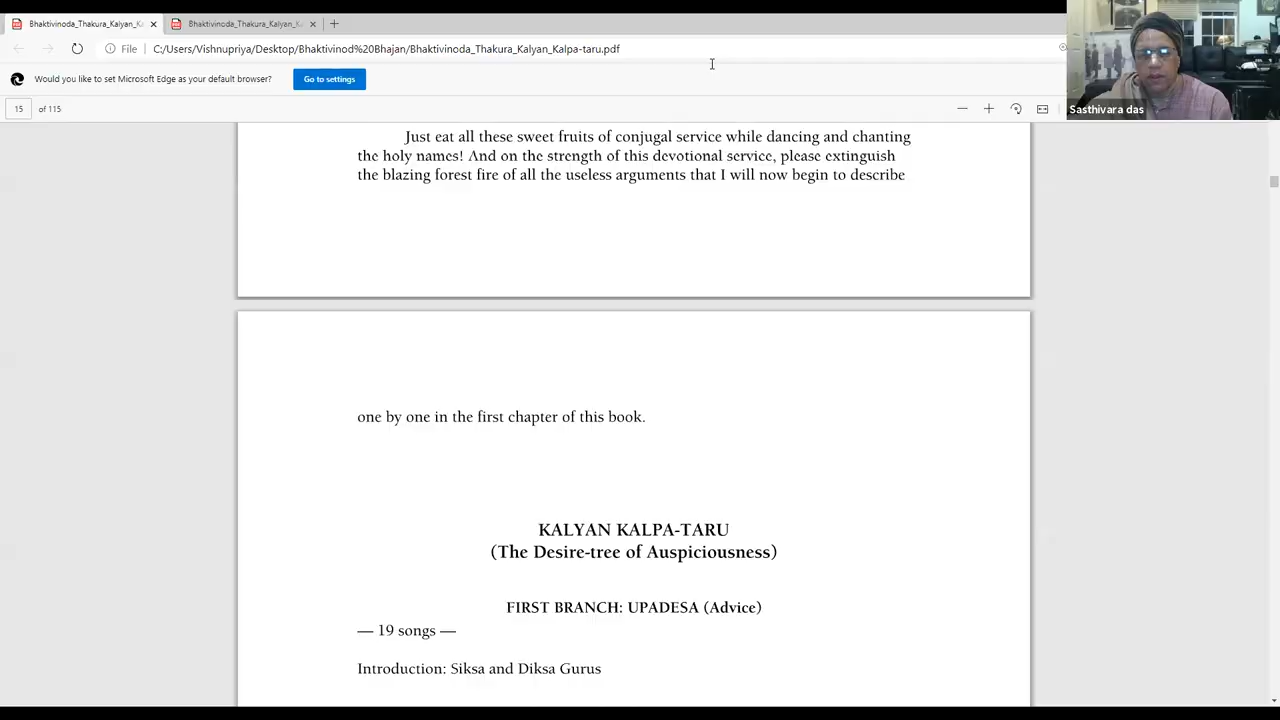 Bhaktivinoda_Thakura_Kalyan_K
Bhaktivinoda_Thakura_Kalyan_K
File
C:/Users/Vishnupriya/Desktop/Bhaktivinod%20Bhajan/Bhaktivinoda_Thakura_Kalyan_Kalpa-taru.pdf
Would you like to set Microsoft Edge as your default browser?
Go to settings
15 of 115
Sasthivara das
Just eat all these sweet fruits of conjugal service while dancing and chanting
the holy names! And on the strength of this devotional service, please extinguish
the blazing forest fire of all the useless arguments that I will now begin to describe
one by one in the first chapter of this book.
KALYAN KALPA-TARU
(The Desire-tree of Auspiciousness)
FIRST BRANCH: UPADESA (Advice)
— 19 songs —
Introduction: Siksa and Diksa Gurus